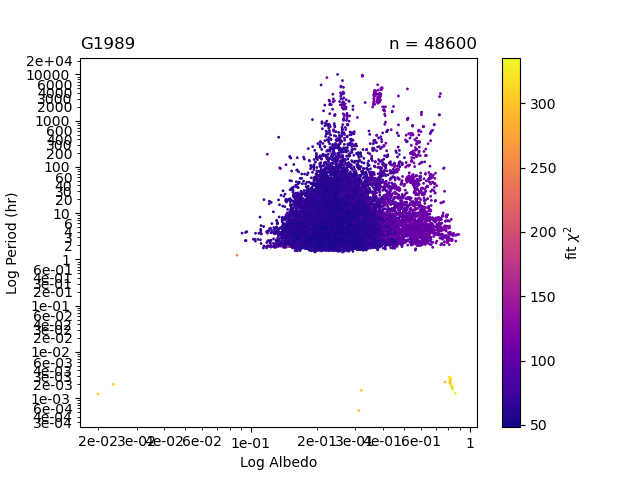 G1989
n = 48600
2e+04
10000
6000
4000
3000
2000
1000
600
400
300
200
100
60
40
30
20
10
6
4
3
2
1
6e-01
4e-01
3e-01
2e-01
1e-01
6e-02
4e-02
3e-02
2e-02
1e-02
6e-03
4e-03
3e-03
2e-03
1e-03
6e-04
4e-04
3e-04
Log Period (hr)
2e-02 3e-02 4e-02 6e-02 1e-01 2e-01 3e-01 4e-01 6e-01 1
Log Albedo
300
250
200
150
100
50
fit χ²